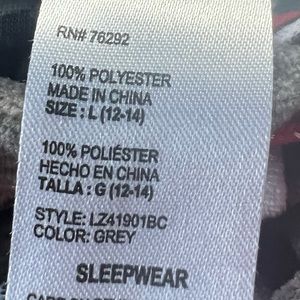 RN# 76292
100% POLYESTER
MADE IN CHINA
SIZE : L (12-14)
100% POLIÉSTER
HECHO EN CHINA
TALLA : G (12-14)
STYLE: LZ41901BC
COLOR: GREY
SLEEPWEAR